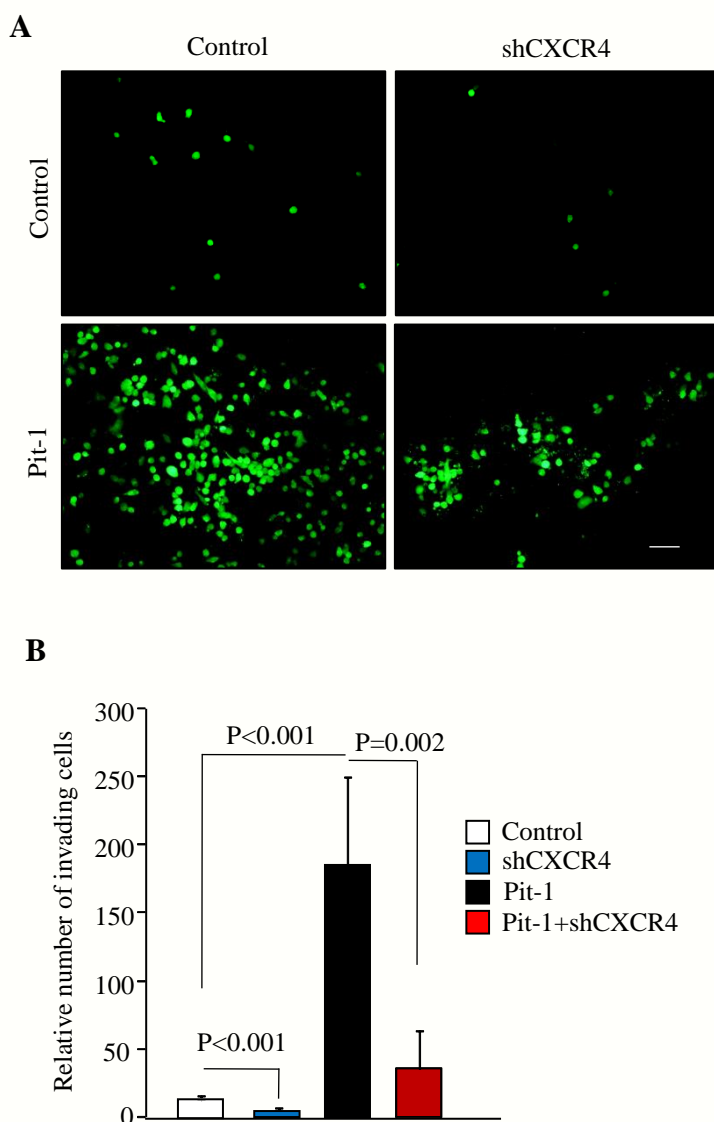 A
Control
shCXCR4
Control
Pit-1
B
Relative number of invading cells
300
250
200
150
100
50
0
P<0.001
P=0.002
P<0.001
Control
shCXCR4
Pit-1
Pit-1+shCXCR4